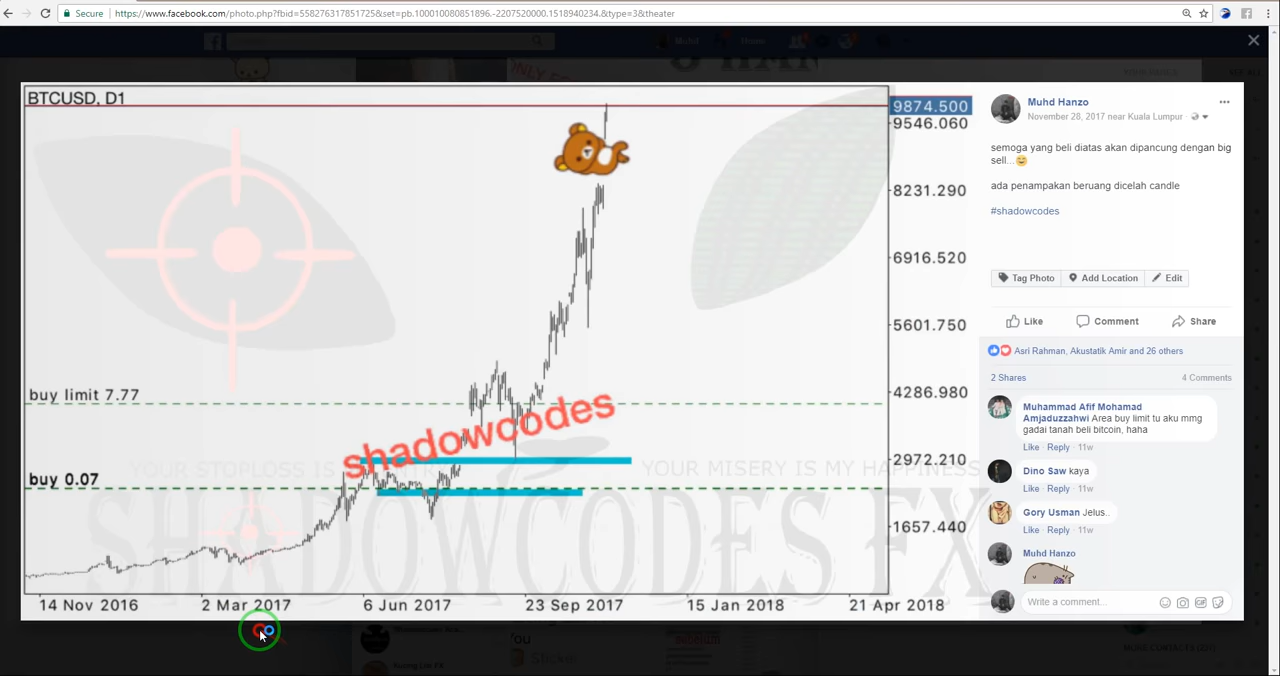 Secure
https://www.facebook.com/photo.php?fbid=558276317851725&set=pb.100010080851896.-2207520000.1518940234.&type=3&theater
BTCUSD, D1
9874.500
9546.060
8231.290
6916.520
5601.750
4286.980
2972.210
1657.440
buy limit 7.77
shadowcodes
YOUR STOPLOSS IS
YOUR MISERY IS MY HAPPINESS
buy 0.07
SHADOWCODES FX
14 Nov 2016
2 Mar 2017
6 Jun 2017
23 Sep 2017
15 Jan 2018
21 Apr 2018
Muhd Hanzo
November 28, 2017 near Kuala Lumpur ·
semoga yang beli diatas akan dipancung dengan big
sell...
ada penampakan beruang dicelah candle
#shadowcodes
Tag Photo
Add Location
Edit
Like
Comment
Share
Asri Rahman, Akustatik Amir and 26 others
2 Shares
4 Comments
Muhammad Afif Mohamad
Amjaduzzahwi Area buy limit tu aku mmg
gadai tanah beli bitcoin, haha
Like · Reply · 11w
Dino Saw kaya
Like · Reply · 11w
Gory Usman Jelus..
Like · Reply · 11w
Muhd Hanzo
Write a comment...